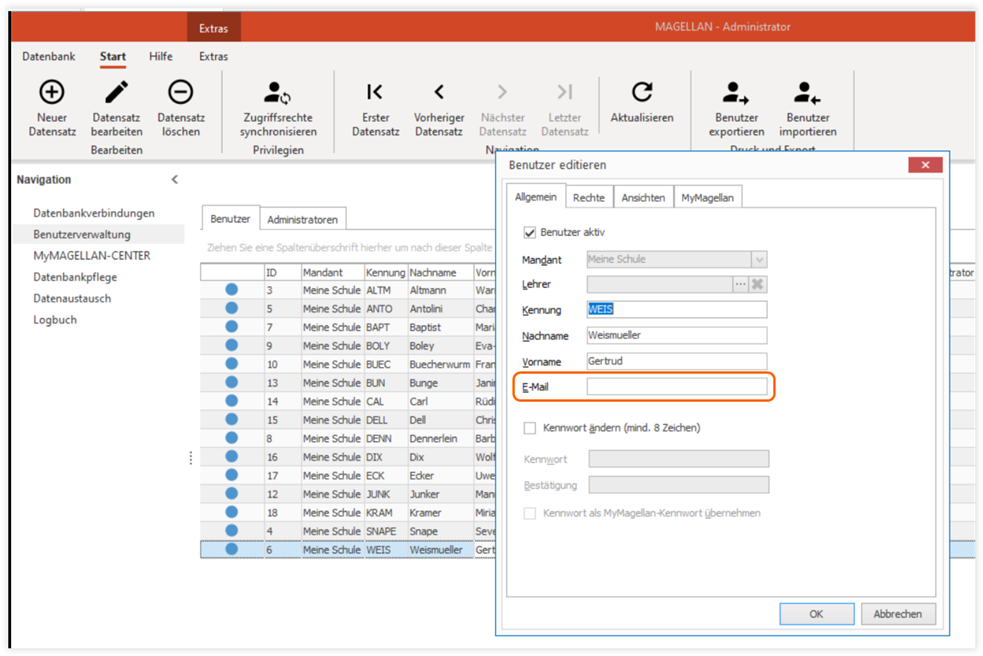 Extras
MAGELLAN - Administrator
Datenbank Start Hilfe Extras
Neuer Datensatz
Datensatz bearbeiten
Datensatz löschen
Zugriffsrechte synchronisieren
Erster Datensatz
Vorheriger Datensatz
Nächster Datensatz
Letzter Datensatz
Aktualisieren
Benutzer exportieren
Benutzer importieren
Bearbeiten
Privilegien
Navigation
Druck und Export
Navigation
Datenbankverbindungen
Benutzerverwaltung
MyMAGELLAN-CENTER
Datenbankpflege
Datenaustausch
Logbuch
Benutzer Administratoren
Ziehen Sie eine Spaltenüberschrift hierher um nach dieser Spalte
ID Mandant Kennung Nachname Vorn
3 Meine Schule ALTM Altmann War
5 Meine Schule ANTO Antolini Char
7 Meine Schule BAPT Baptist Mari
9 Meine Schule BOLY Boley Eva-
10 Meine Schule BUEC Buecherwurm Fran
13 Meine Schule BUN Bunge Jani
14 Meine Schule CAL Carl Rüdi
15 Meine Schule DELL Dell Chris
8 Meine Schule DENN Dennerlein Barb
16 Meine Schule DIX Dix Wolf
17 Meine Schule ECK Ecker Uwe
12 Meine Schule JUNK Junker Man
18 Meine Schule KRAM Kramer Miria
4 Meine Schule SNAPE Snape Seve
6 Meine Schule WEIS Weismueller Gert
trator
Benutzer editieren
Allgemein Rechte Ansichten MyMagellan
Benutzer aktiv
Mandant Meine Schule
Lehrer
Kennung WEIS
Nachname Weismueller
Vorname Gertrud
E-Mail
Kennwort ändern (mind. 8 Zeichen)
Kennwort
Bestätigung
Kennwort als MyMagellan-Kennwort übernehmen
OK Abbrechen